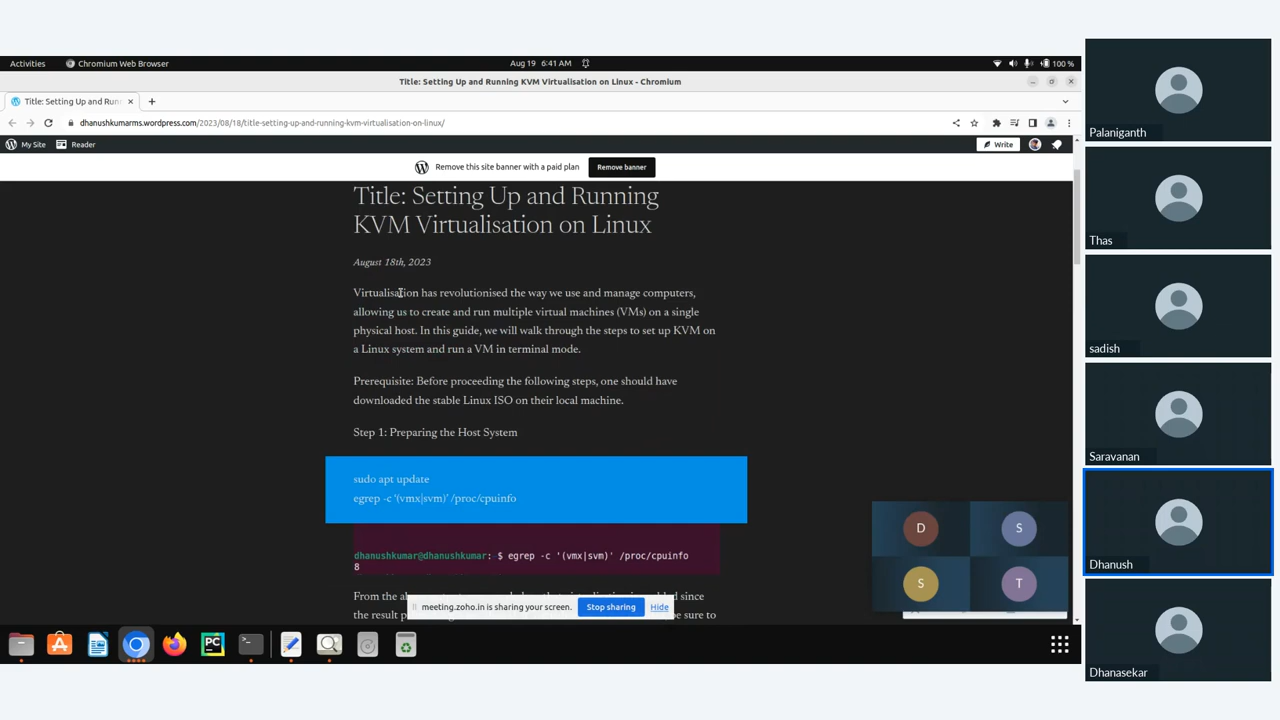 Activities
Chromium Web Browser
Aug 19 6:41 AM
100 %
Title: Setting Up and Running KVM Virtualisation on Linux - Chromium
Title: Setting Up and Run
dhanushkumarms.wordpress.com/2023/08/18/title-setting-up-and-running-kvm-virtualisation-on-linux/
My Site
Reader
Write
Remove this site banner with a paid plan
Remove banner
Title: Setting Up and Running
KVM Virtualisation on Linux
August 18th, 2023
Virtualisation has revolutionised the way we use and manage computers,
allowing us to create and run multiple virtual machines (VMs) on a single
physical host. In this guide, we will walk through the steps to set up KVM on
a Linux system and run a VM in terminal mode.
Prerequisite: Before proceeding the following steps, one should have
downloaded the stable Linux ISO on their local machine.
Step 1: Preparing the Host System
sudo apt update
egrep -c ‘(vmx|svm)’ /proc/cpuinfo
dhanushkumar@dhanushkumar: $ egrep -c '(vmx|svm)' /proc/cpuinfo
8
meeting.zoho.in is sharing your screen.
Stop sharing
Hide
D
S
S
T
PC
Palaniganth
Thas
sadish
Saravanan
Dhanush
Dhanasekar